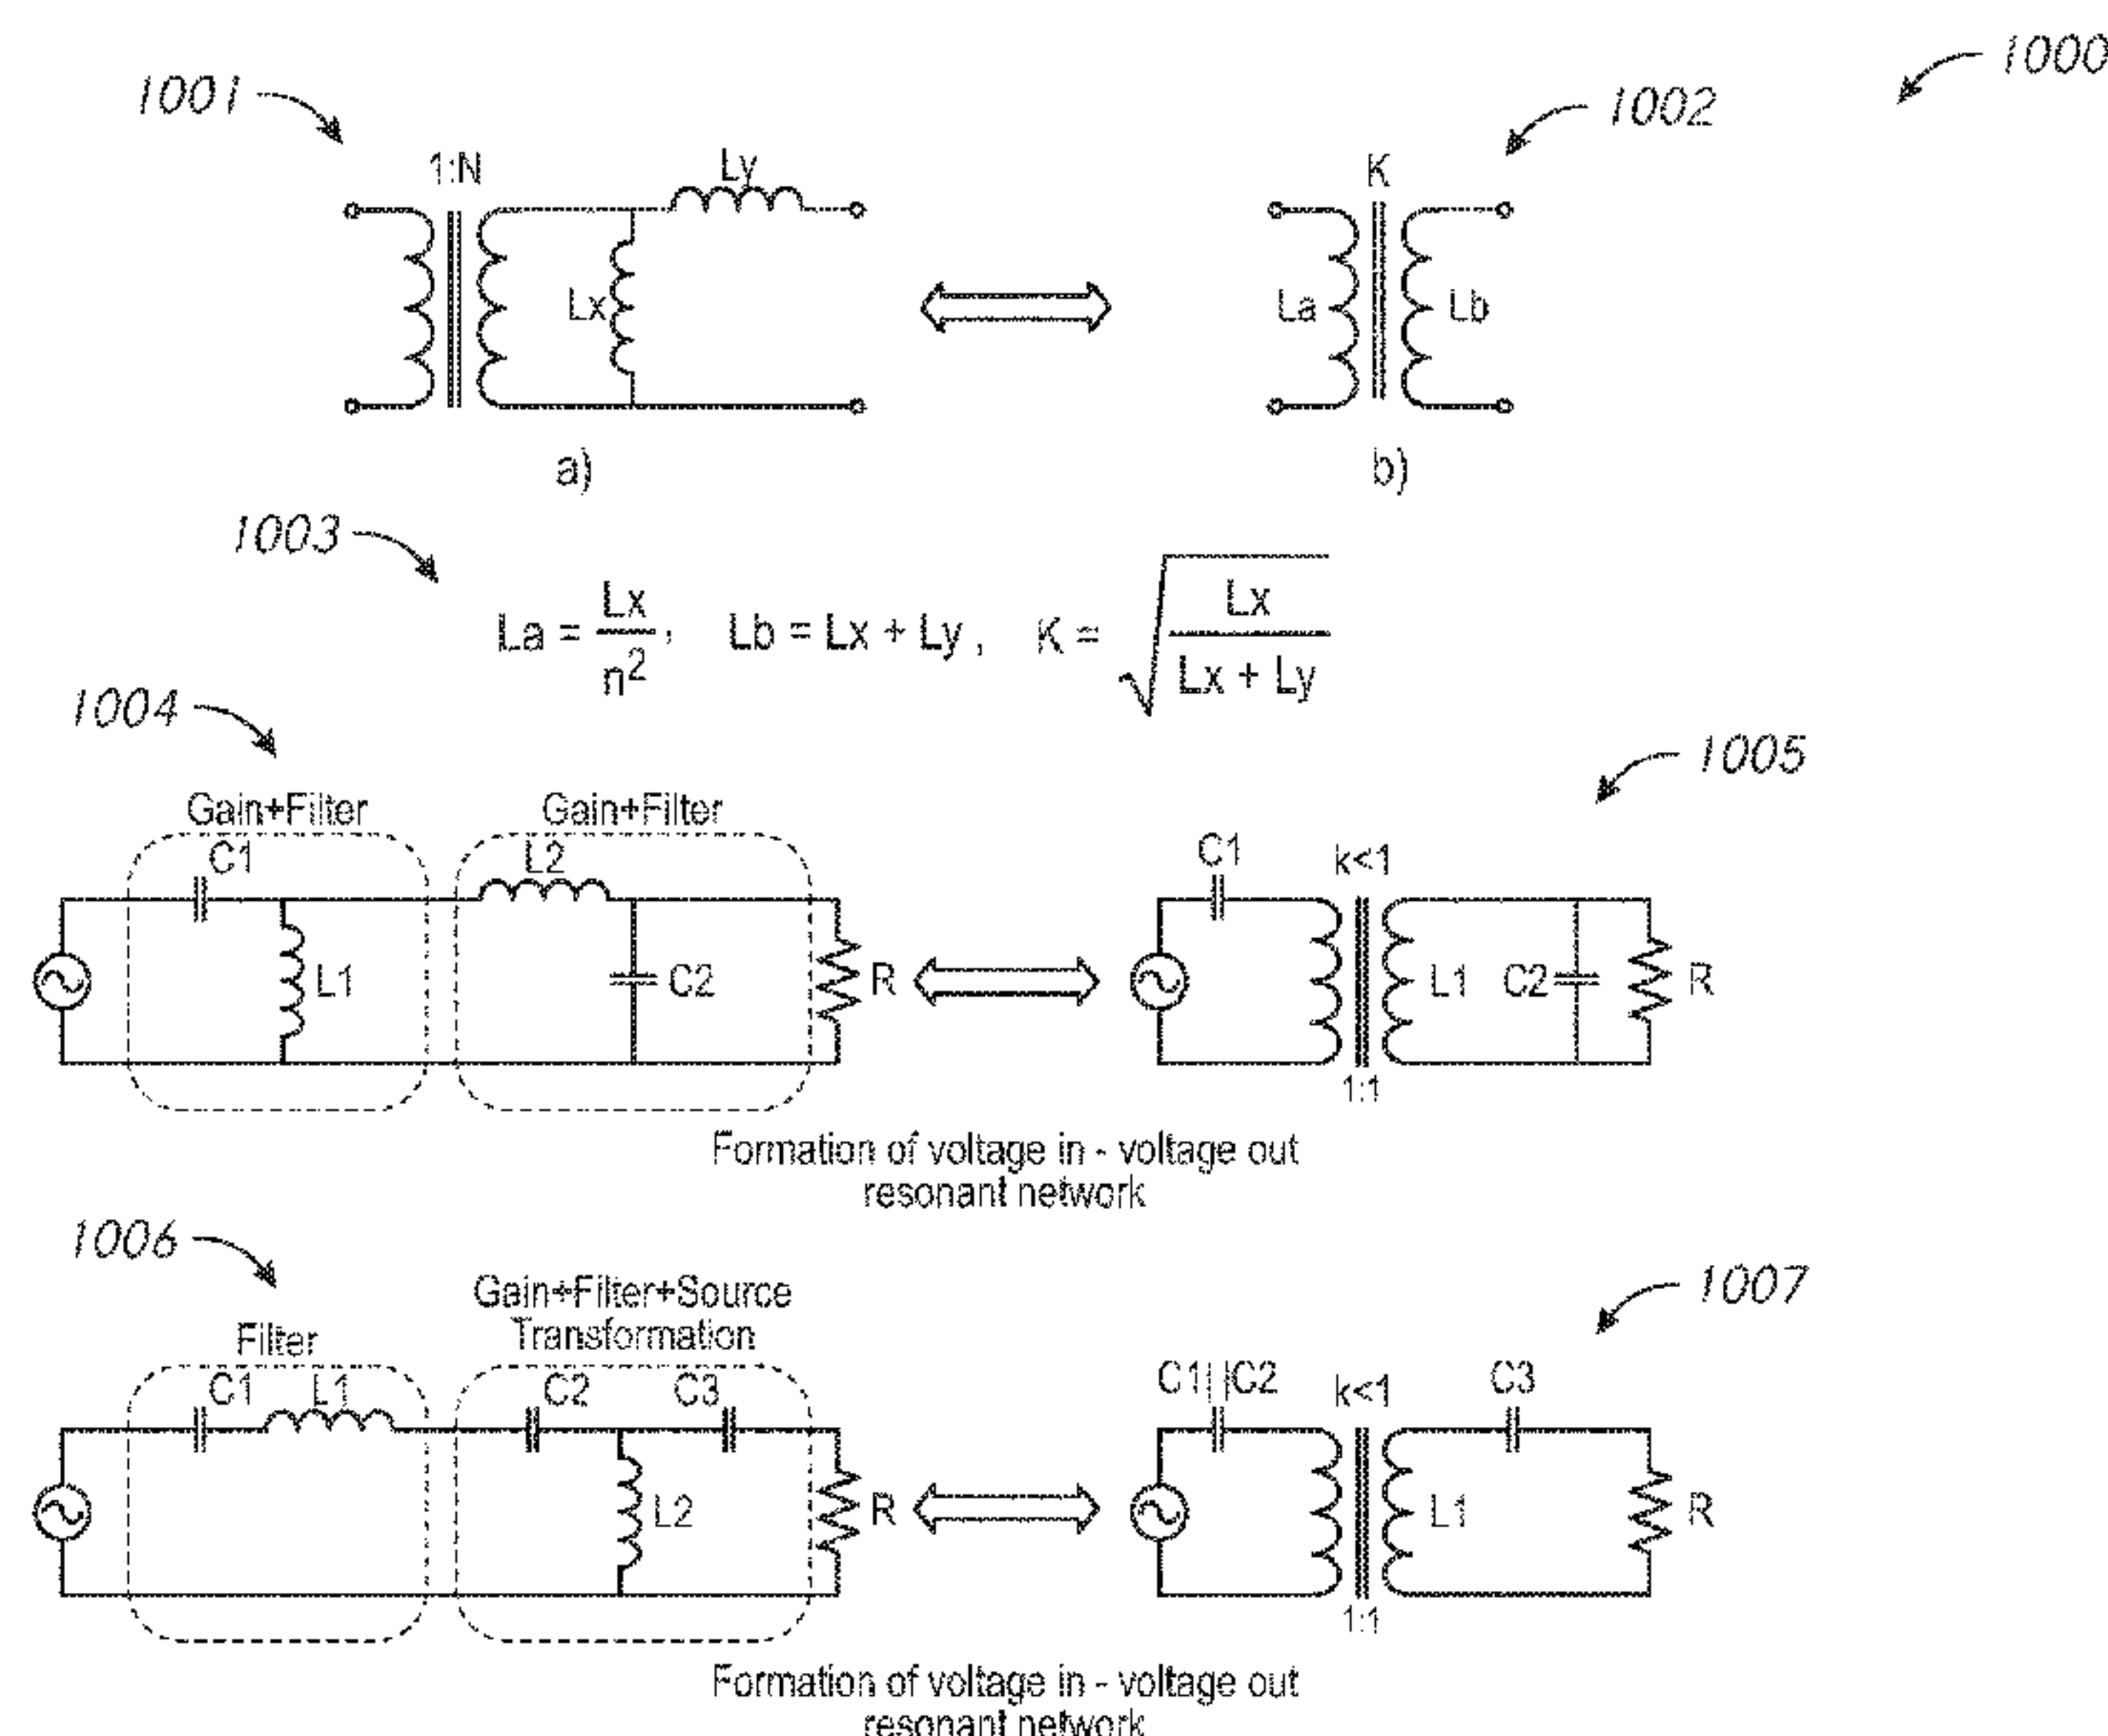 1000
1001
1002
1:N
Ly
Lx
K
La
Lb
a)
b)
1003
La = Lx / n², Lb = Lx + Ly, K = √(Lx / (Lx + Ly))
1004
1005
Gain+Filter
Gain+Filter
C1
L2
L1
C2
R
C1
k<1
L1
C2
R
1:1
Formation of voltage in - voltage out
resonant network
1006
1007
Filter
Gain+Filter+Source
Transformation
C1
L1
C2
C3
L2
R
C1||C2
k<1
C3
L1
R
1:1
Formation of voltage in - voltage out
resonant network